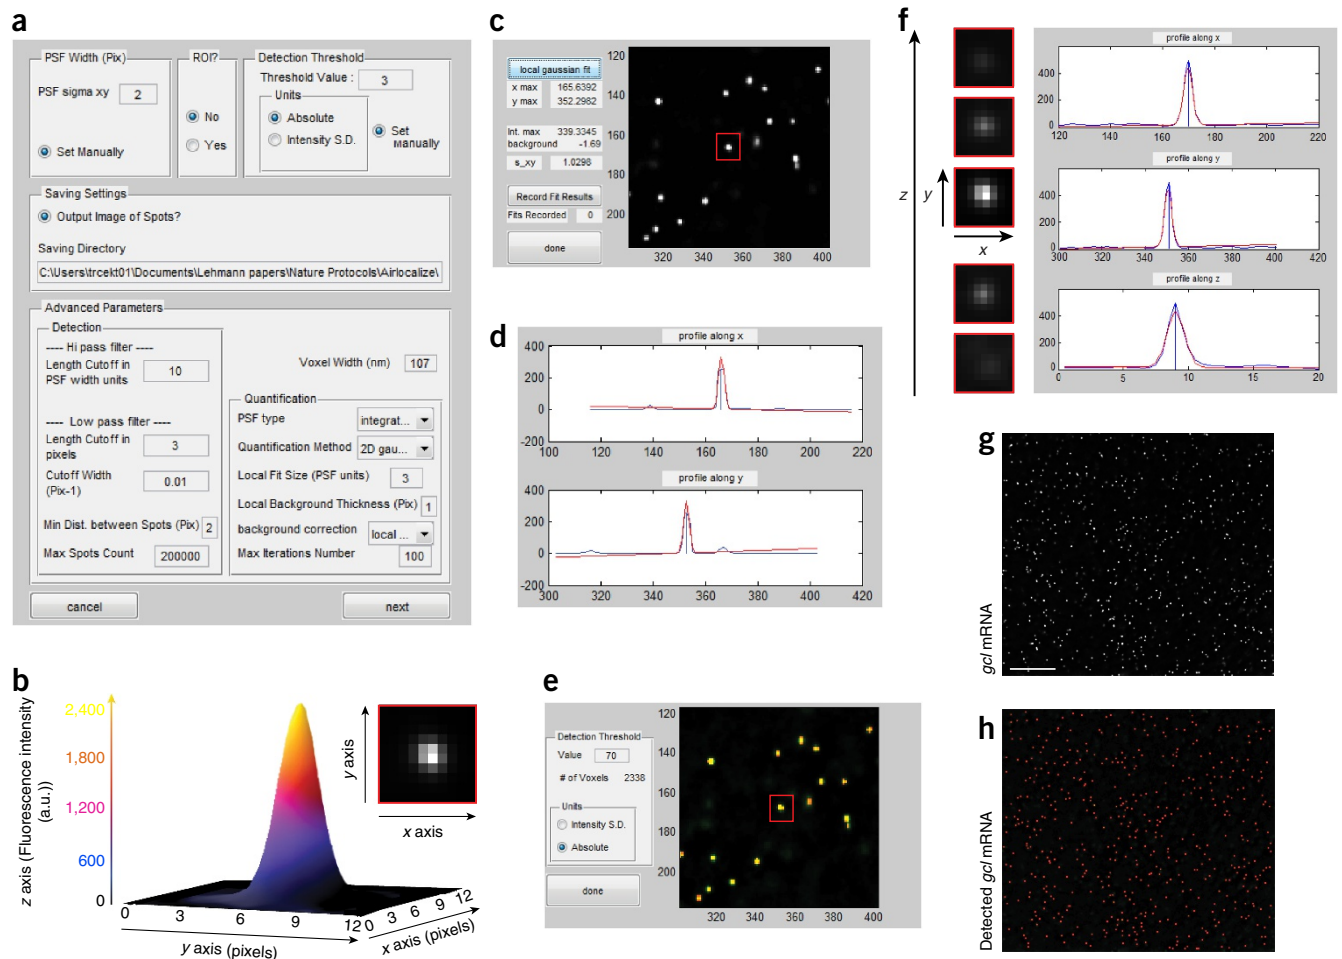 a
PSF Width (Pix)
PSF sigma xy 2
Set Manually
ROI?
No
Yes
Detection Threshold
Threshold Value : 3
Units
Absolute
Intensity S.D.
Set Manually
Saving Settings
Output Image of Spots?
Saving Directory
C:\Users\trcekt01\Documents\Lehmann papers\Nature Protocols\Airlocalize\
Advanced Parameters
Detection
---- Hi pass filter ----
Length Cutoff in
PSF width units
10
---- Low pass filter ----
Length Cutoff in
pixels
3
Cutoff Width
(Pix-1)
0.01
Min Dist. between Spots (Pix) 2
Max Spots Count 200000
Voxel Width (nm) 107
Quantification
PSF type integrat...
Quantification Method 2D gau...
Local Fit Size (PSF units) 3
Local Background Thickness (Pix) 1
background correction local ...
Max Iterations Number 100
cancel
next
b
z axis (Fluorescence intensity
(a.u.))
2,400
1,800
1,200
600
0
0 3 6 9 12
y axis (pixels)
0 3 6 9 12
x axis (pixels)
y axis
x axis
c
local gaussian fit
x max 165.6392
y max 352.2982
Int. max 339.3345
background -1.69
s_xy 1.0296
Record Fit Results
Fits Recorded 0
done
120
140
160
180
200
320 340 360 380 400
d
profile along x
400
200
0
-200
100 120 140 160 180 200 220
profile along y
400
200
0
-200
300 320 340 360 380 400 420
e
Detection Threshold
Value 70
# of Voxels 2338
Units
Intensity S.D.
Absolute
done
120
140
160
180
200
320 340 360 380 400
f
z
y
x
profile along x
400
200
0
120 140 160 180 200 220
profile along y
400
200
0
300 320 340 360 380 400 420
profile along z
400
200
0
0 5 10 15 20
g
gcl mRNA
h
Detected gcl mRNA